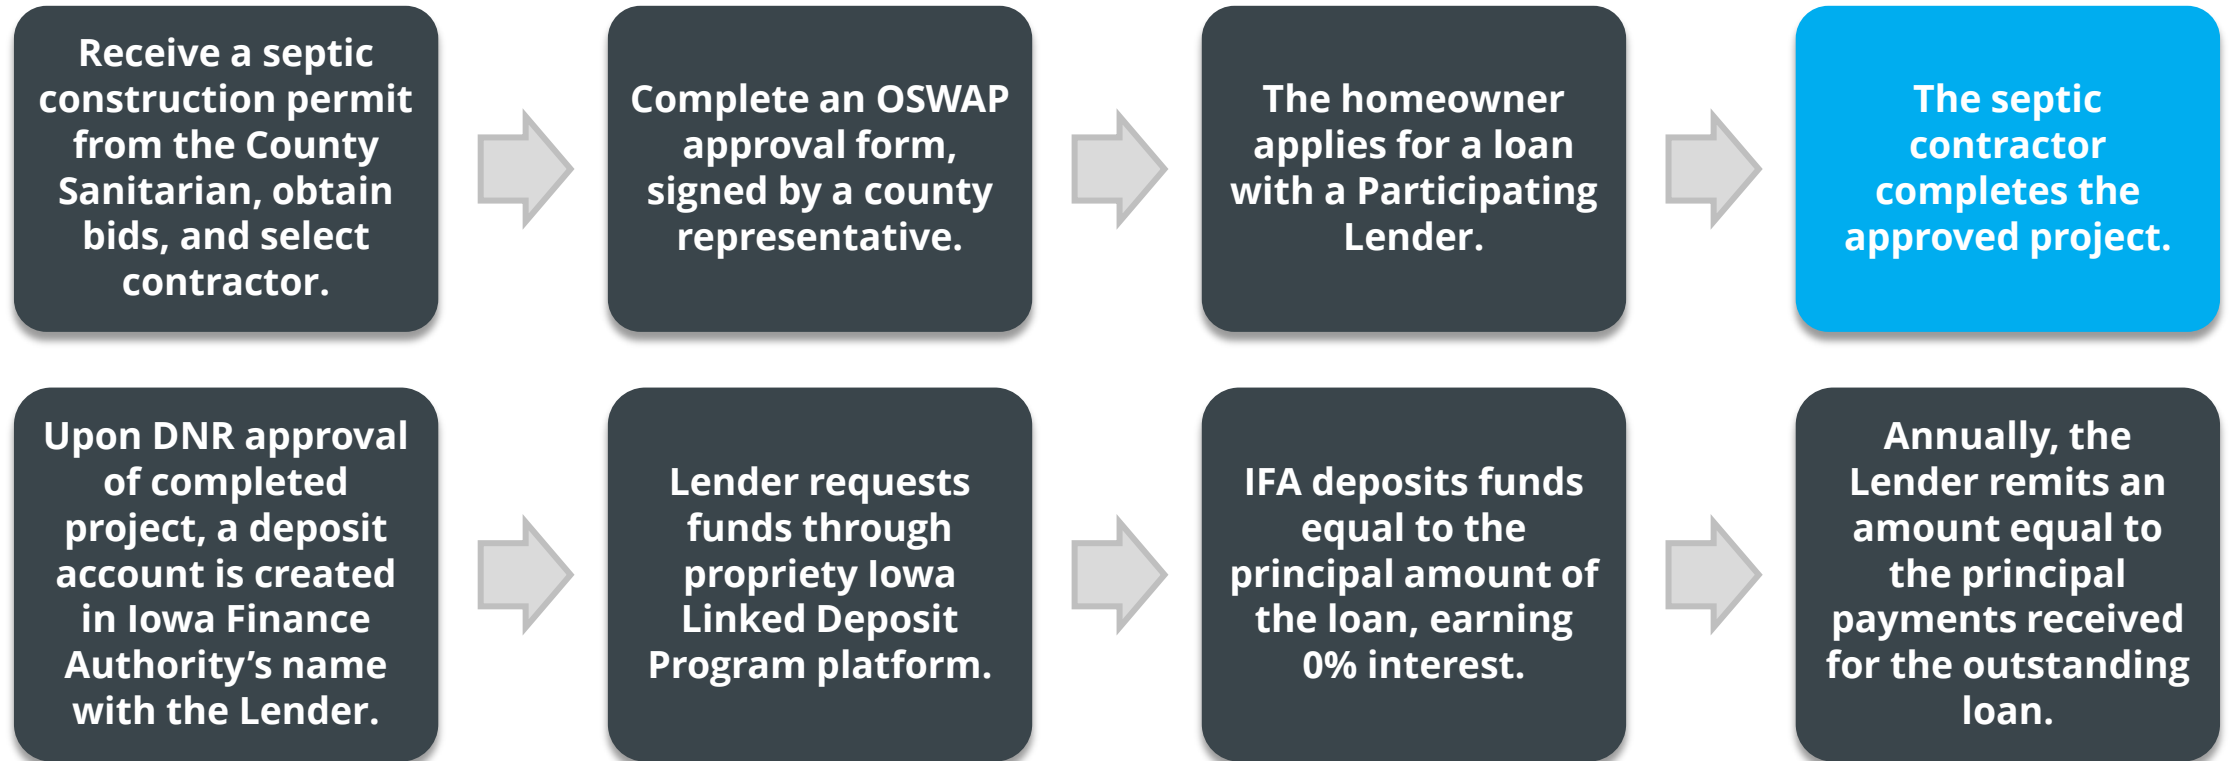 Receive a septic
construction permit
from the County
Sanitarian, obtain
bids, and select
contractor.
Complete an OSWAP
approval form,
signed by a county
representative.
The homeowner
applies for a loan
with a Participating
Lender.
The septic
contractor
completes the
approved project.
Upon DNR approval
of completed
project, a deposit
account is created
in Iowa Finance
Authority’s name
with the Lender.
Lender requests
funds through
propriety Iowa
Linked Deposit
Program platform.
IFA deposits funds
equal to the
principal amount of
the loan, earning
0% interest.
Annually, the
Lender remits an
amount equal to
the principal
payments received
for the outstanding
loan.